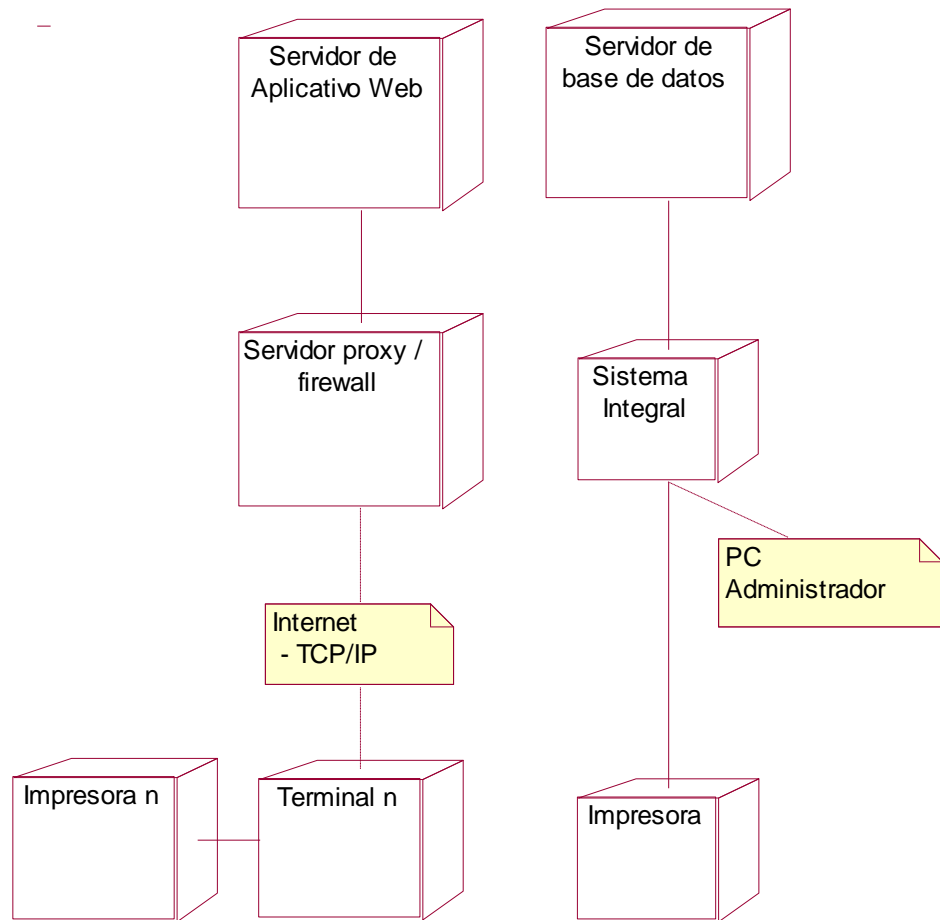 Servidor de
Aplicativo Web
Servidor de
base de datos
Servidor proxy /
firewall
Sistema
Integral
PC
Administrador
Internet
- TCP/IP
Impresora n
Terminal n
Impresora